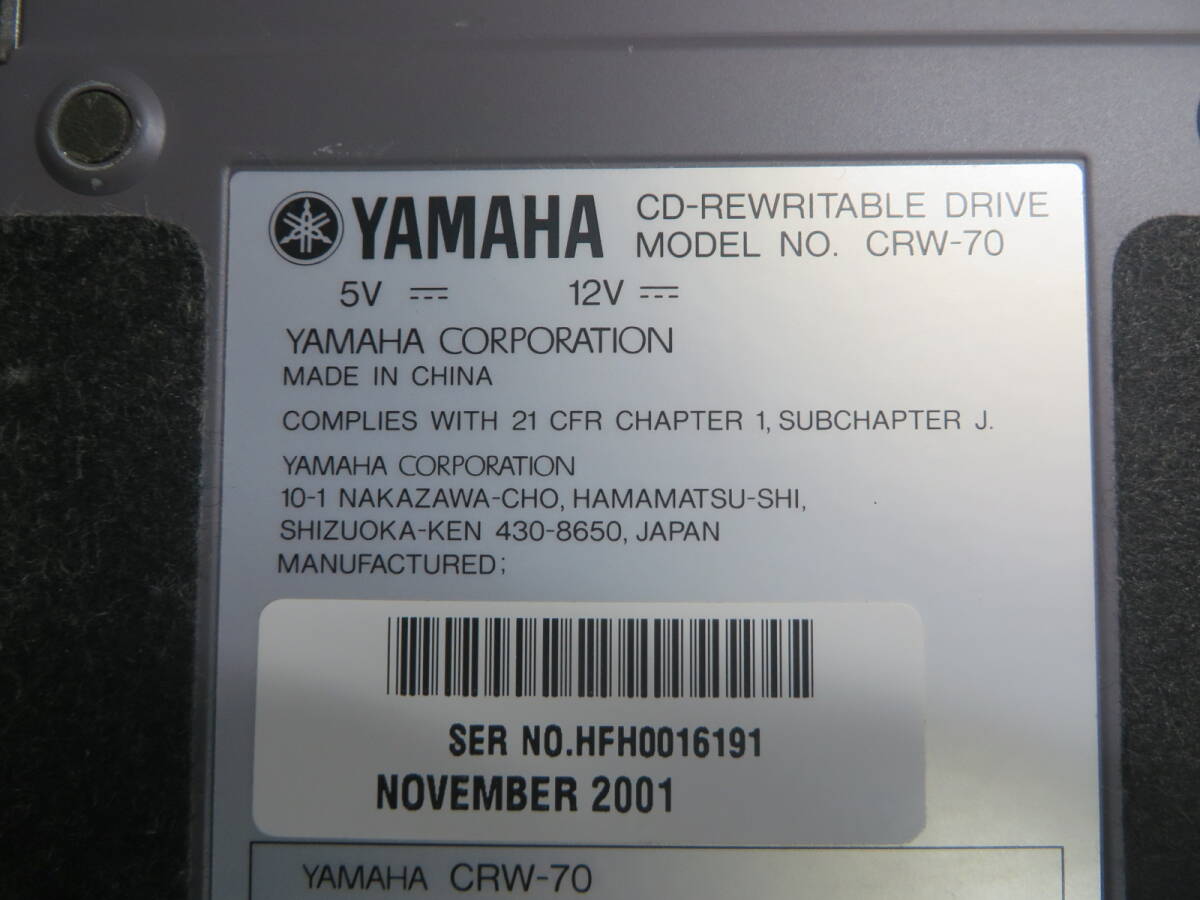 YAMAHA CD-REWRITABLE DRIVE
MODEL NO. CRW-70
5V 12V
YAMAHA CORPORATION
MADE IN CHINA
COMPLIES WITH 21 CFR CHAPTER 1, SUBCHAPTER J.
YAMAHA CORPORATION
10-1 NAKAZAWA-CHO, HAMAMATSU-SHI,
SHIZUOKA-KEN 430-8650, JAPAN
MANUFACTURED;
SER NO.HFH0016191
NOVEMBER 2001
YAMAHA CRW-70